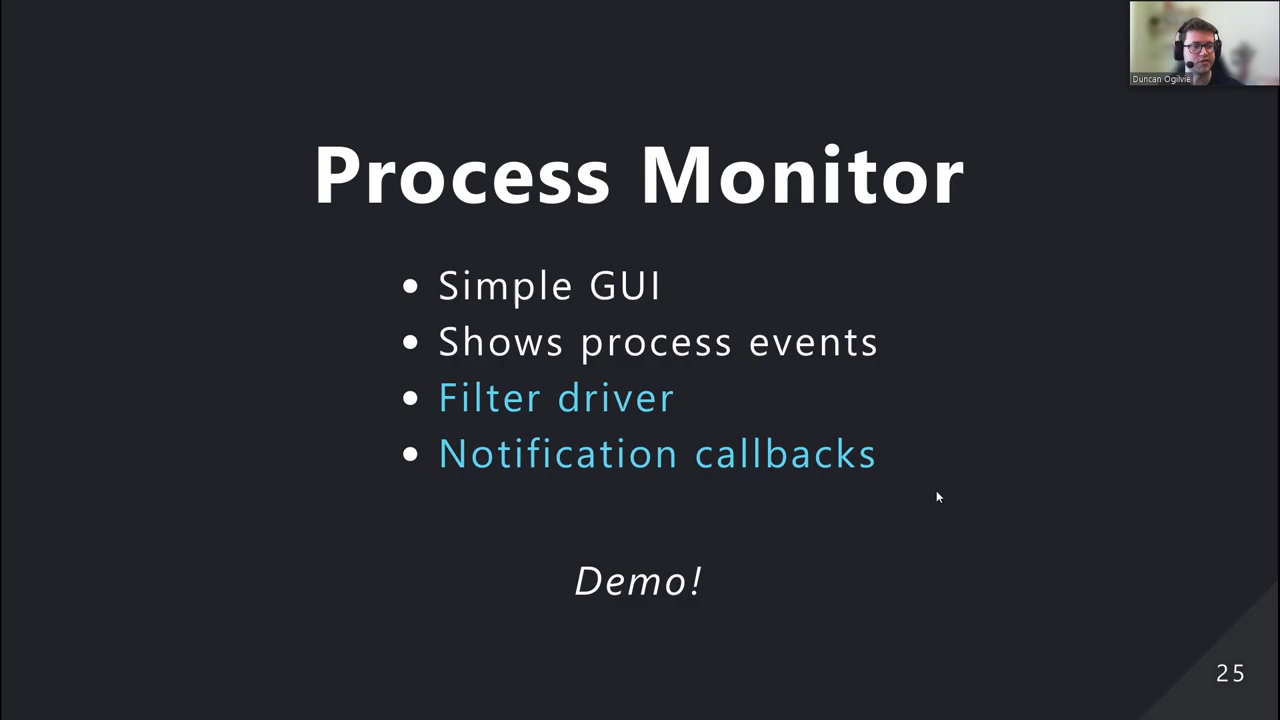 Duncan Ogilvie
Process Monitor
• Simple GUI
• Shows process events
• Filter driver
• Notification callbacks
Demo!
25